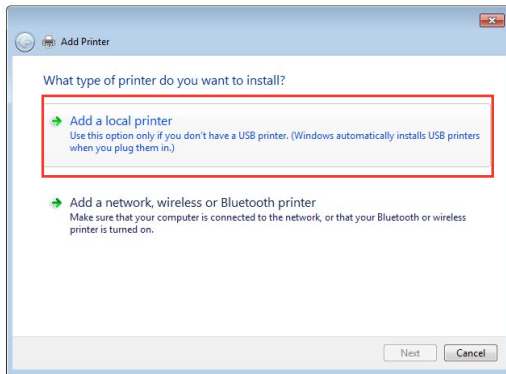 Add Printer
What type of printer do you want to install?
Add a local printer
Use this option only if you don't have a USB printer. (Windows automatically installs USB printers
when you plug them in.)
Add a network, wireless or Bluetooth printer
Make sure that your computer is connected to the network, or that your Bluetooth or wireless
printer is turned on.
Next Cancel